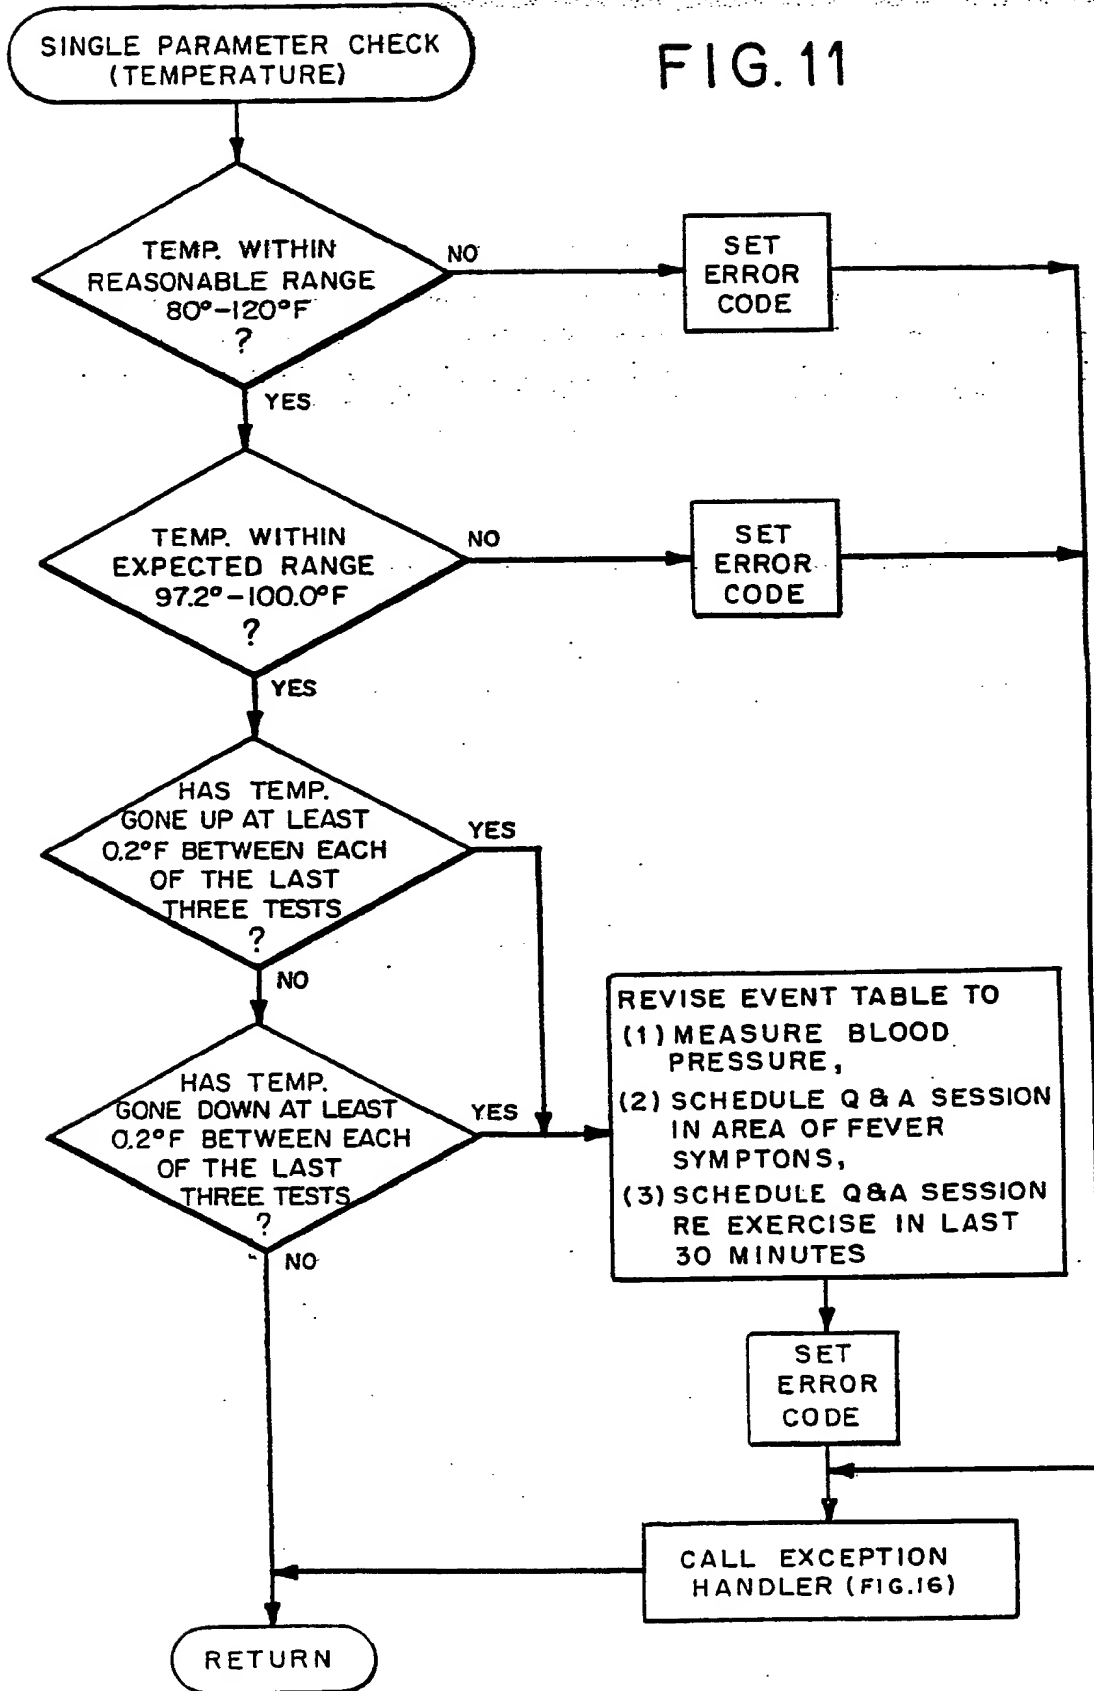 SINGLE PARAMETER CHECK
(TEMPERATURE)
FIG. 11
TEMP. WITHIN
REASONABLE RANGE
80°-120°F
?
NO
SET
ERROR
CODE
YES
TEMP. WITHIN
EXPECTED RANGE
97.2°-100.0°F
?
NO
SET
ERROR
CODE
YES
HAS TEMP.
GONE UP AT LEAST
0.2°F BETWEEN EACH
OF THE LAST
THREE TESTS
?
YES
NO
HAS TEMP.
GONE DOWN AT LEAST
0.2°F BETWEEN EACH
OF THE LAST
THREE TESTS
?
YES
NO
REVISE EVENT TABLE TO
(1) MEASURE BLOOD
PRESSURE,
(2) SCHEDULE Q & A SESSION
IN AREA OF FEVER
SYMPTONS,
(3) SCHEDULE Q&A SESSION
RE EXERCISE IN LAST
30 MINUTES
SET
ERROR
CODE
CALL EXCEPTION
HANDLER (FIG.16)
RETURN